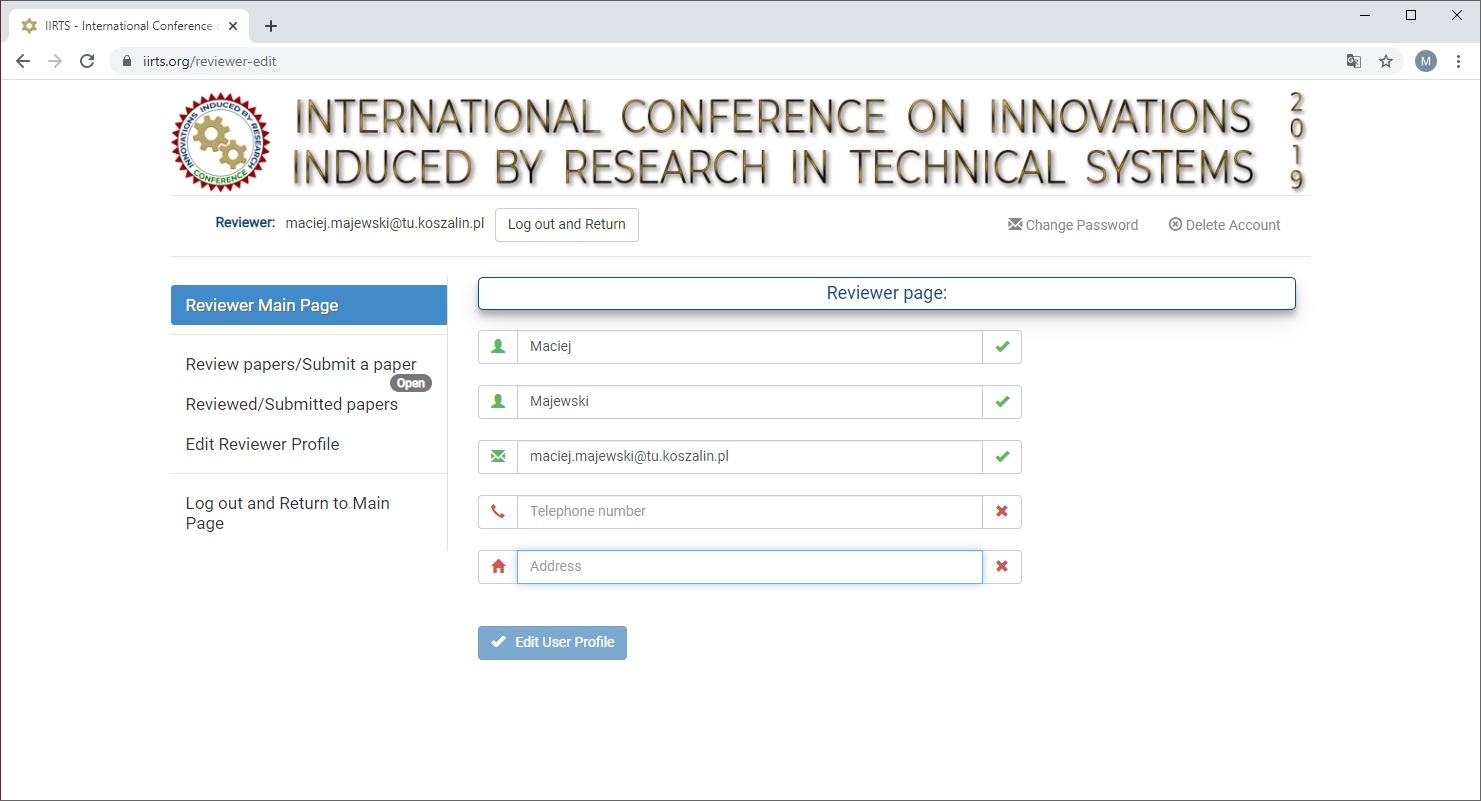 IIRTS - International Conference o
iirts.org/reviewer-edit
M
INNOVATIONS INDUCED BY RESEARCH
CONFERENCE
INTERNATIONAL CONFERENCE ON INNOVATIONS
INDUCED BY RESEARCH IN TECHNICAL SYSTEMS
2019
Reviewer: maciej.majewski@tu.koszalin.pl Log out and Return Change Password Delete Account
Reviewer Main Page
Review papers/Submit a paper
Open
Reviewed/Submitted papers
Edit Reviewer Profile
Log out and Return to Main
Page
Reviewer page:
Maciej
Majewski
maciej.majewski@tu.koszalin.pl
Telephone number
Address
Edit User Profile